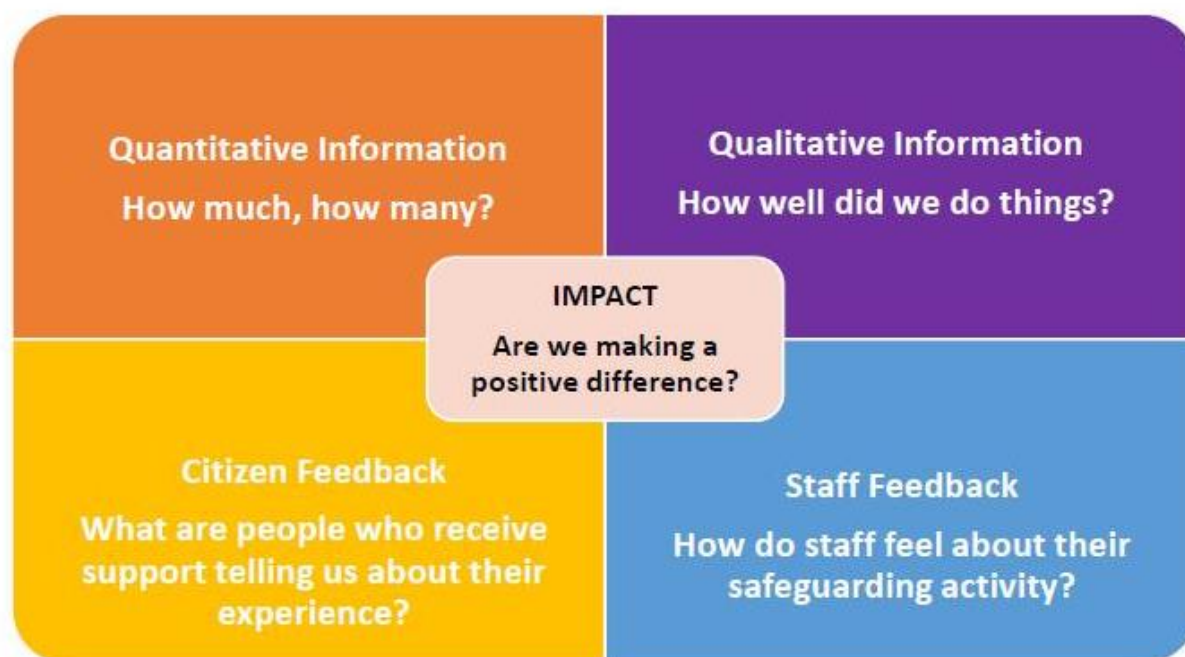 Quantitative Information
How much, how many?
Qualitative Information
How well did we do things?
IMPACT
Are we making a
positive difference?
Citizen Feedback
What are people who receive
support telling us about their
experience?
Staff Feedback
How do staff feel about their
safeguarding activity?